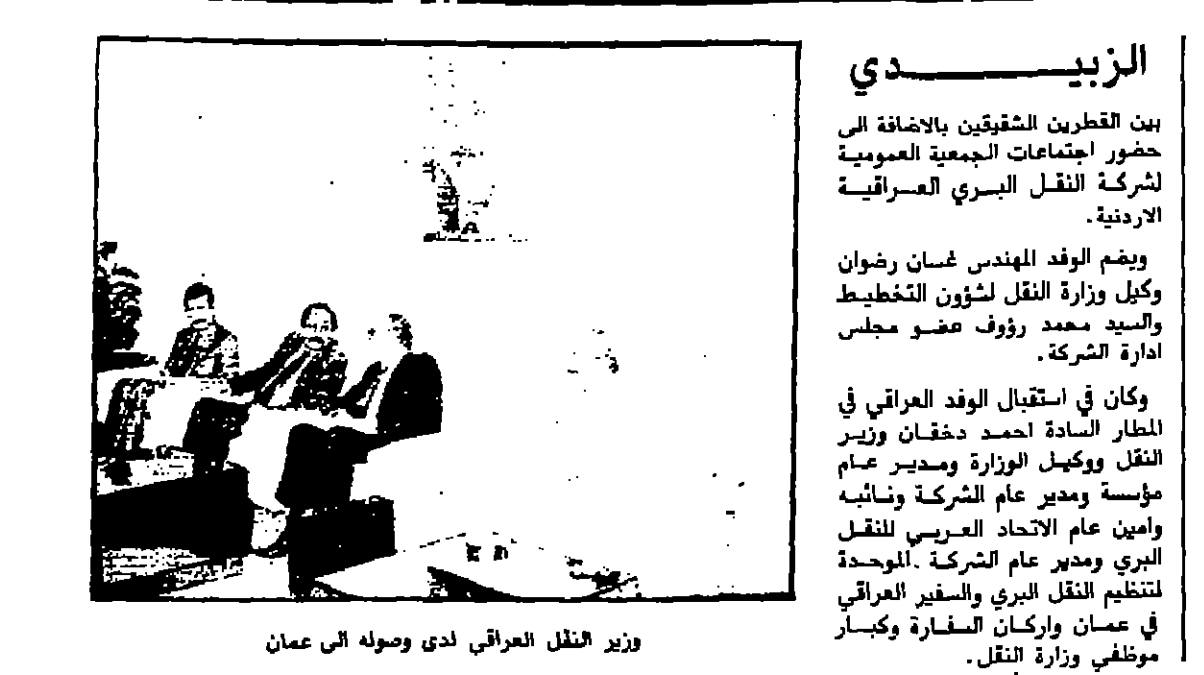 الزبيدي
بين القطرين الشقيقين بالاضافة الى
حضور اجتماعات الجمعية العمومية
لشركة النقل البري العراقية
الاردنية.
ويضم الوفد المهندس غسان رضوان
وكيل وزارة النقل لشؤون التخطيط
والسيد محمد رؤوف عضو مجلس
ادارة الشركة.
وكان في استقبال الوفد العراقي في
المطار السادة احمد دخقان وزير
النقل ووكيل الوزارة ومدير عام
مؤسسة ومدير عام الشركة ونائبه
وامين عام الاتحاد العربي للنقل
البري ومدير عام الشركة .الموحدة
لتنظيم النقل البري والسفير العراقي
في عمان واركان السفارة وكبار
موظفي وزارة النقل.
وزير النقل العراقي لدى وصوله الى عمان